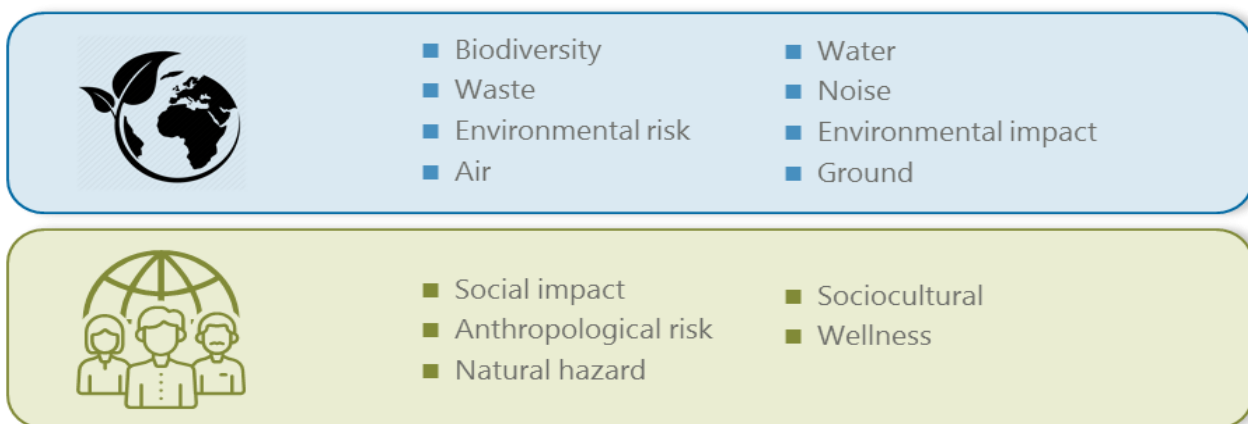 Biodiversity
Waste
Environmental risk
Air
Water
Noise
Environmental impact
Ground
Social impact
Anthropological risk
Natural hazard
Sociocultural
Wellness